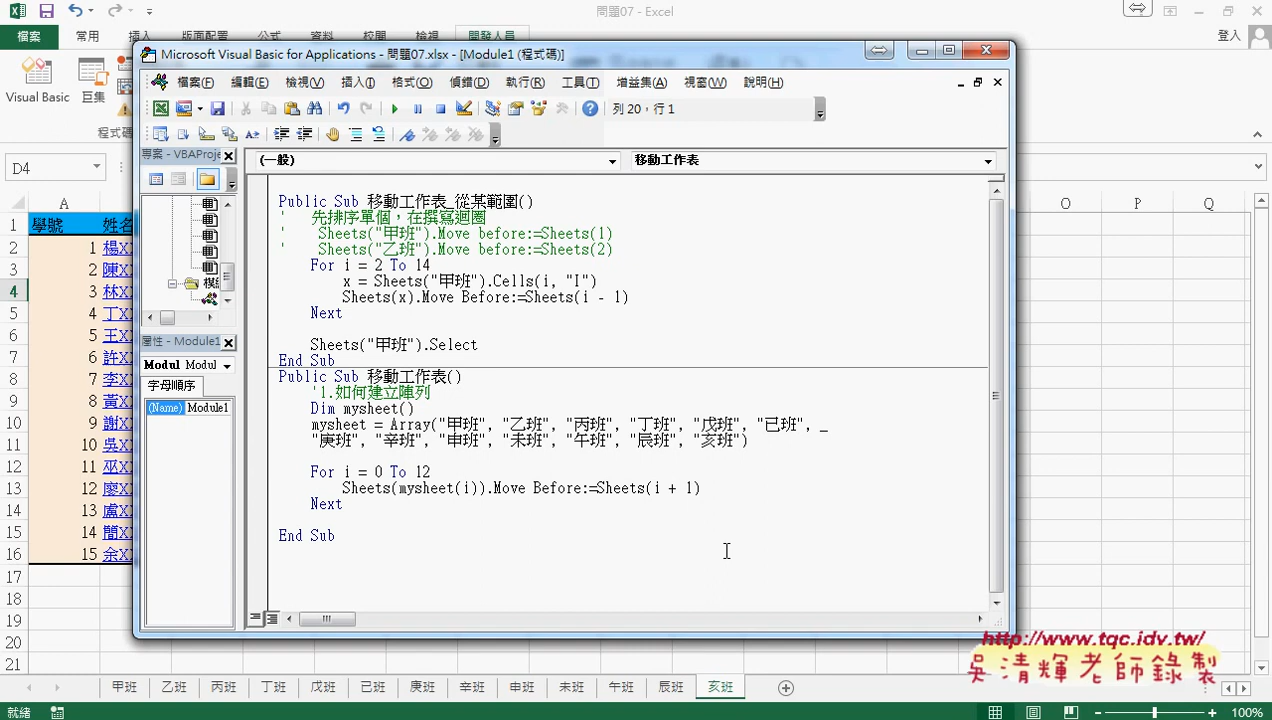 問題07 - Excel
檔案 常用 插入 版面配置 公式 資料 校閱 檢視 開發人員 登入
Microsoft Visual Basic for Applications - 問題07.xlsx - [Module1 (程式碼)]
檔案(F) 編輯(E) 檢視(V) 插入(I) 格式(O) 偵錯(D) 執行(R) 工具(T) 增益集(A) 視窗(W) 說明(H)
Visual Basic 巨集
列 20，行 1
專案 - VBAProje
(一般) 移動工作表
D4
A O P Q
Public Sub 移動工作表_從某範圍()
' 先排序單個，在撰寫迴圈
' Sheets("甲班").Move before:=Sheets(1)
' Sheets("乙班").Move before:=Sheets(2)
For i = 2 To 14
x = Sheets("甲班").Cells(i, "I")
Sheets(x).Move Before:=Sheets(i - 1)
Next
Sheets("甲班").Select
End Sub
Public Sub 移動工作表()
'1.如何建立陣列
Dim mysheet()
mysheet = Array("甲班", "乙班", "丙班", "丁班", "戊班", "已班", _
"庚班", "辛班", "申班", "未班", "午班", "辰班", "亥班")
For i = 0 To 12
Sheets(mysheet(i)).Move Before:=Sheets(i + 1)
Next
End Sub
屬性 - Module1
Modul Modul
字母順序
(Name) Module1
1 學號 姓名
2 1
3 2
4 3
5 4
6 5
7 6
8 7
9 8
10 9
11 10
12 11
13 12
14 13
15 14
16 15
17
18
19
20
21
http://www.tqc.idv.tw/
吳清輝老師錄製
甲班 乙班 丙班 丁班 戊班 已班 庚班 辛班 申班 未班 午班 辰班 亥班
就緒 100%